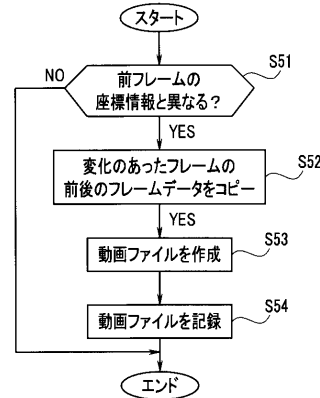 スタート
S51
NO
前フレームの
座標情報と異なる?
YES
S52
変化のあったフレームの
前後のフレームデータをコピー
YES
S53
動画ファイルを作成
S54
動画ファイルを記録
エンド